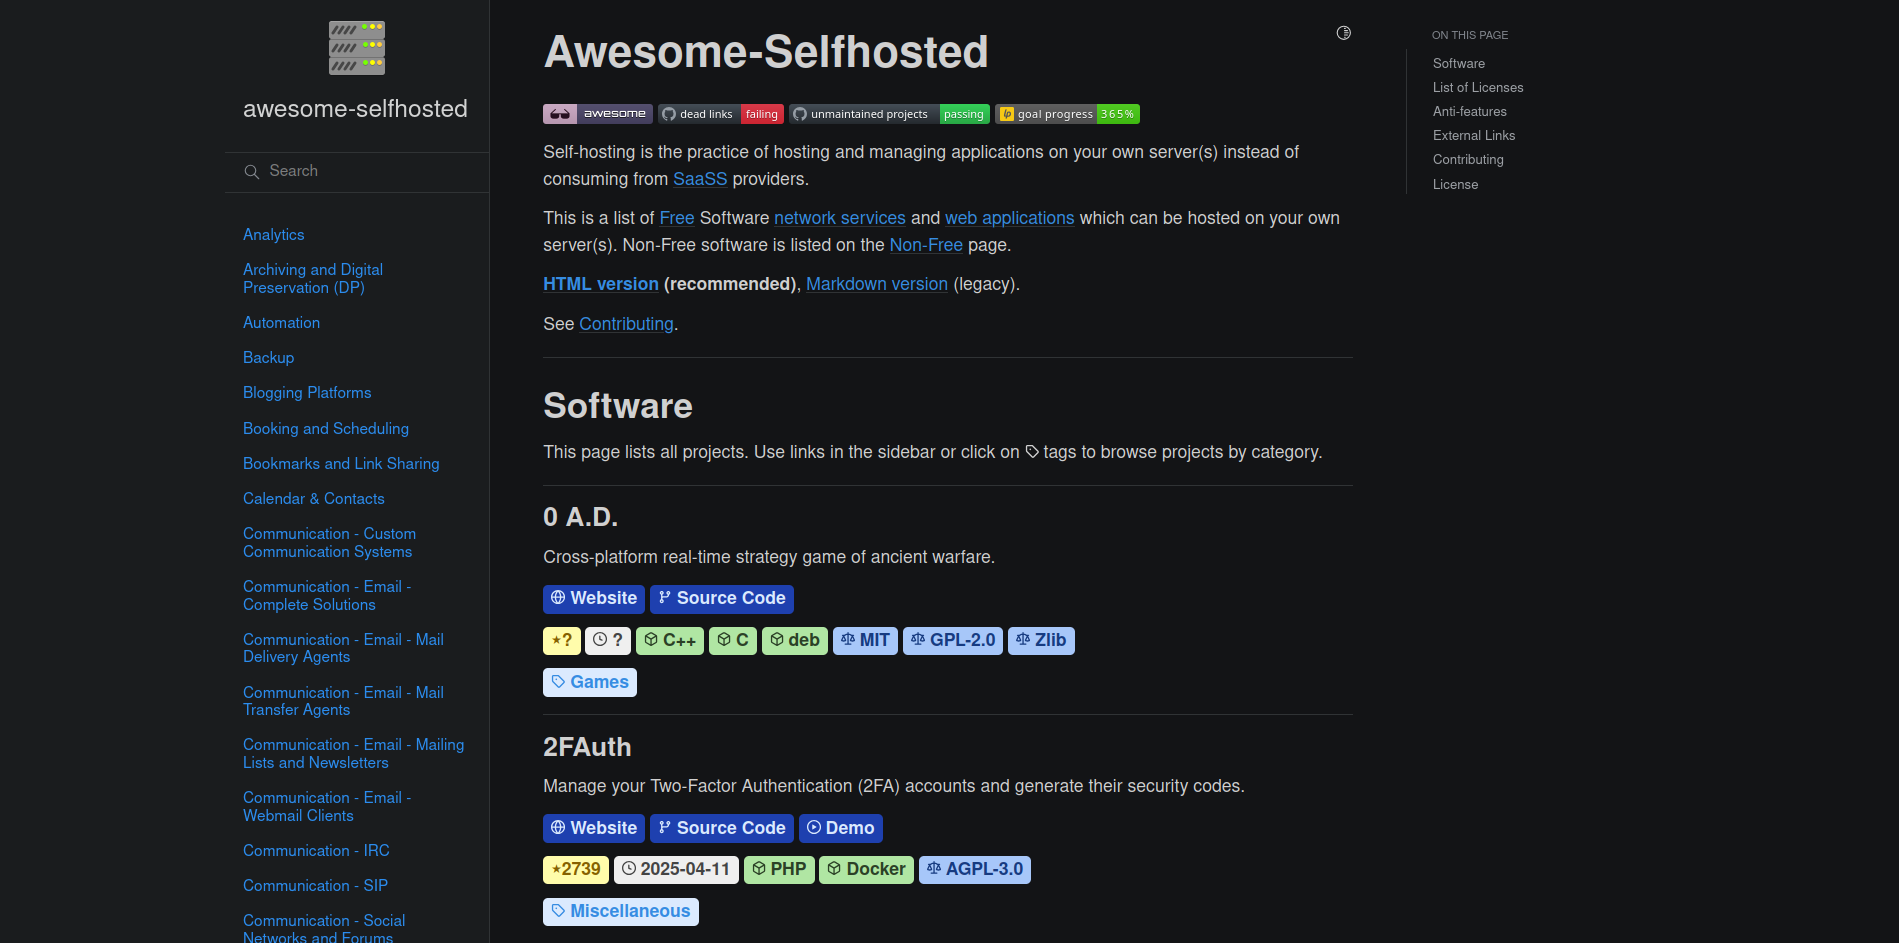 awesome-selfhosted
Search
Analytics
Archiving and Digital
Preservation (DP)
Automation
Backup
Blogging Platforms
Booking and Scheduling
Bookmarks and Link Sharing
Calendar & Contacts
Communication - Custom
Communication Systems
Communication - Email -
Complete Solutions
Communication - Email - Mail
Delivery Agents
Communication - Email - Mail
Transfer Agents
Communication - Email - Mailing
Lists and Newsletters
Communication - Email -
Webmail Clients
Communication - IRC
Communication - SIP
Communication - Social
Networks and Forums
Awesome-Selfhosted
awesome dead links failing unmaintained projects passing goal progress 365%
Self-hosting is the practice of hosting and managing applications on your own server(s) instead of
consuming from SaaSS providers.
This is a list of Free Software network services and web applications which can be hosted on your own
server(s). Non-Free software is listed on the Non-Free page.
HTML version (recommended), Markdown version (legacy).
See Contributing.
Software
This page lists all projects. Use links in the sidebar or click on tags to browse projects by category.
0 A.D.
Cross-platform real-time strategy game of ancient warfare.
Website Source Code
★? ? C++ C deb MIT GPL-2.0 Zlib
Games
2FAuth
Manage your Two-Factor Authentication (2FA) accounts and generate their security codes.
Website Source Code Demo
★2739 2025-04-11 PHP Docker AGPL-3.0
Miscellaneous
ON THIS PAGE
Software
List of Licenses
Anti-features
External Links
Contributing
License